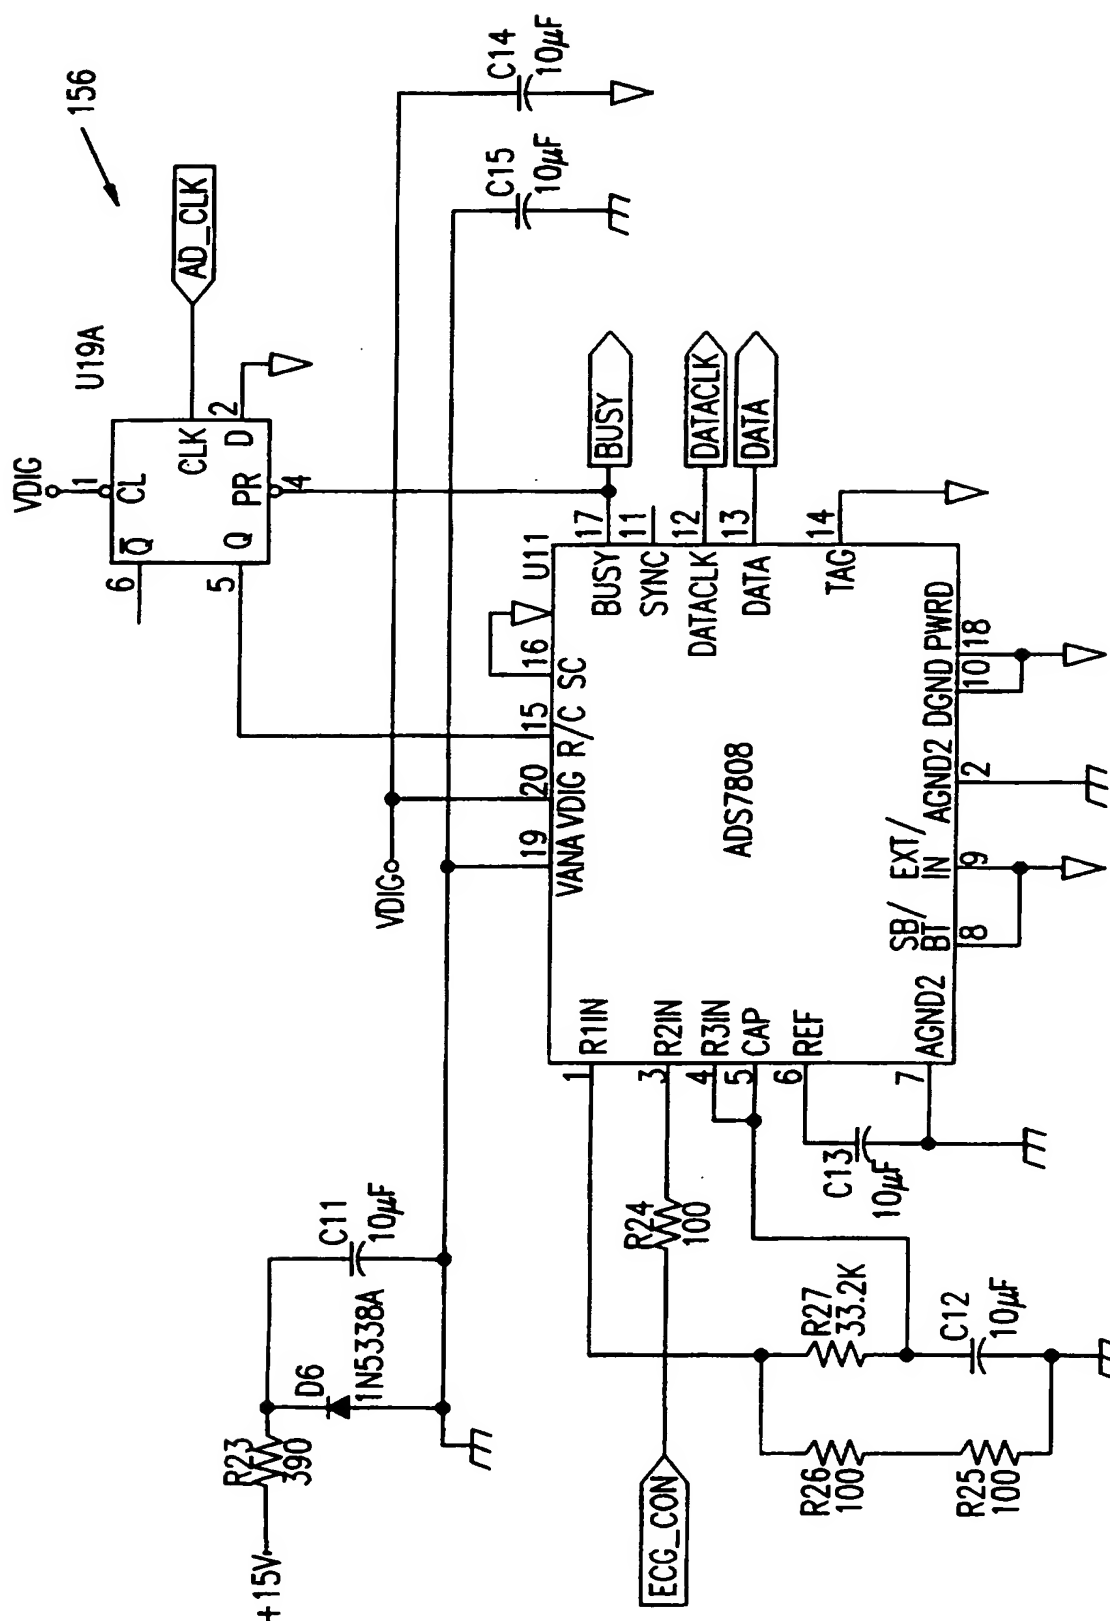 156
AD_CLK
U19A
VDIG
1
CL
CLK
2
D
Q̅
Q
PR
6
5
4
C14
10µF
C15
10µF
VDIG
+15V
R23
390
D6
1N5338A
C11
10µF
19
20
15
16
U11
VANA
VDIG
R/C
SC
BUSY
17
BUSY
SYNC
11
DATACLK
12
DATACLK
DATA
13
DATA
TAG
14
ADS7808
R1IN
1
R2IN
3
R3IN
4
CAP
5
REF
6
AGND2
7
SB/
BT
8
EXT/
IN
9
AGND2
2
DGND
10
PWRD
18
ECG_CON
R24
100
C13
10µF
R27
33.2K
C12
10µF
R26
100
R25
100